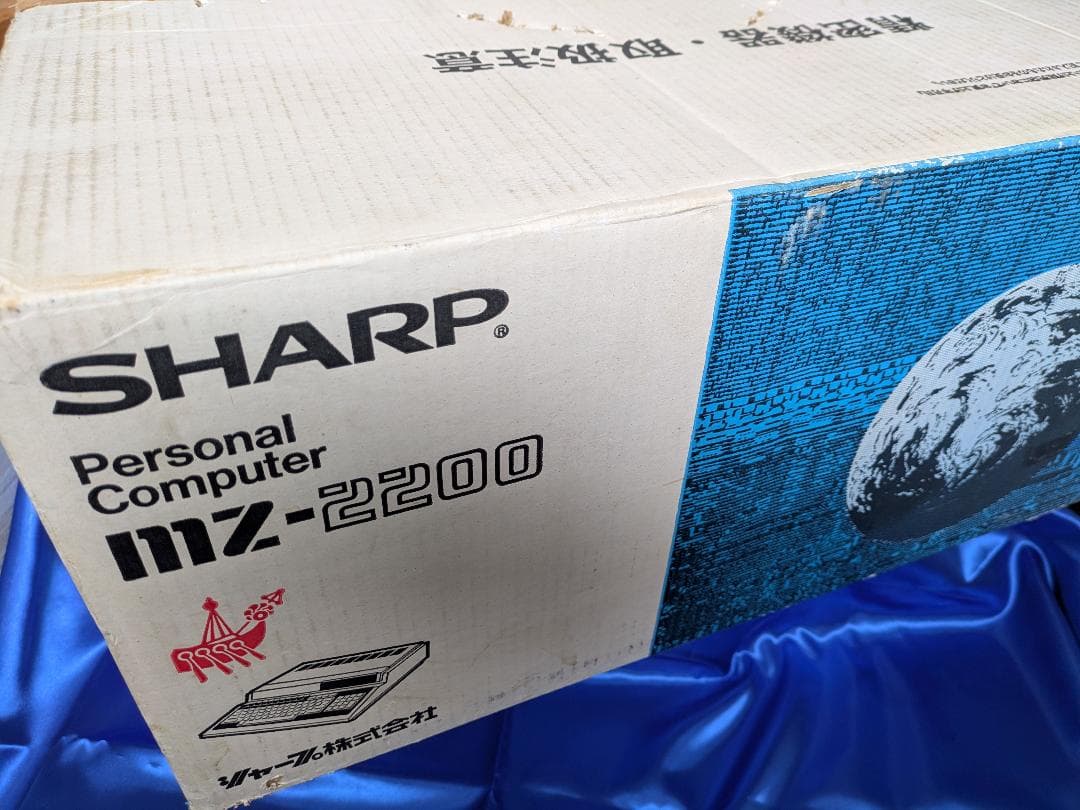 精密機器・取扱注意
SHARP®
Personal
Computer
MZ-2200
シャープ株式会社